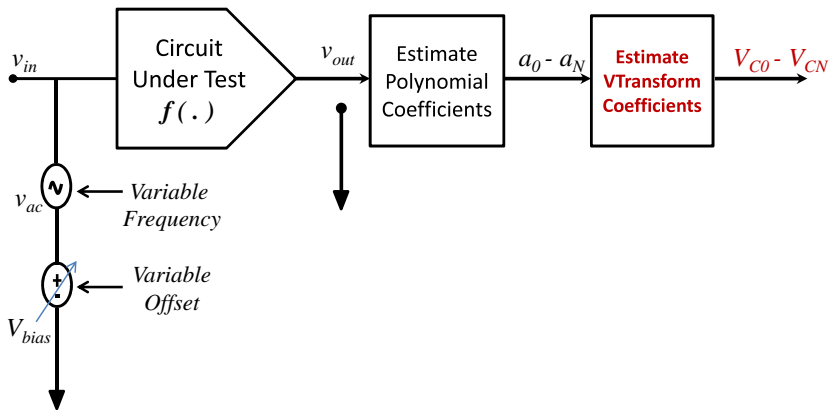 v_in
Circuit
Under Test
f( . )
v_out
Estimate
Polynomial
Coefficients
a_0 - a_N
Estimate
VTransform
Coefficients
V_C0 - V_CN
v_ac
Variable
Frequency
+
-
Variable
Offset
V_bias